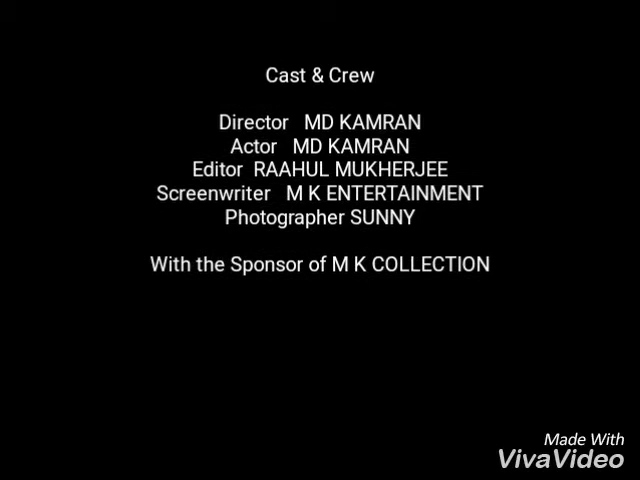 Cast & Crew
Director MD KAMRAN
Actor MD KAMRAN
Editor RAAHUL MUKHERJEE
Screenwriter M K ENTERTAINMENT
Photographer SUNNY
With the Sponsor of M K COLLECTION
Made With
VivaVideo